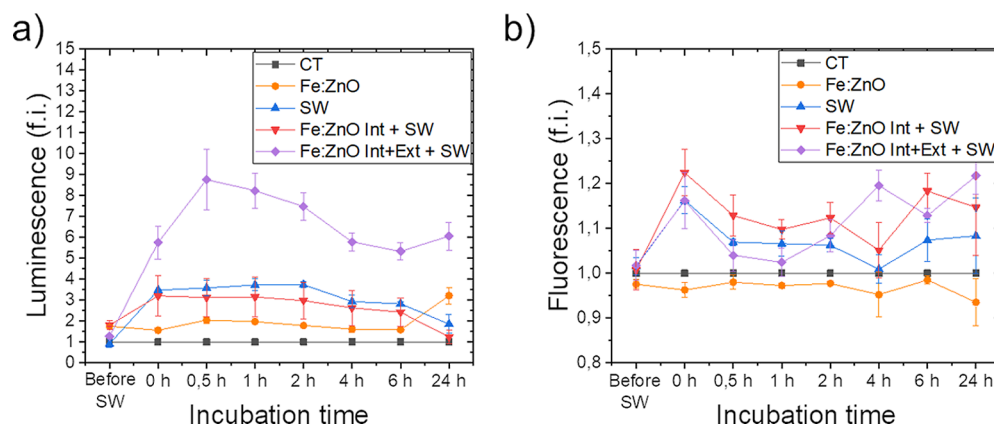 a)
Luminescence (f.i.)
15
14
13
12
11
10
9
8
7
6
5
4
3
2
1
0
CT
Fe:ZnO
SW
Fe:ZnO Int + SW
Fe:ZnO Int+Ext + SW
Before SW
0 h
0,5 h
1 h
2 h
4 h
6 h
24 h
Incubation time
b)
Fluorescence (f.i.)
1,5
1,4
1,3
1,2
1,1
1,0
0,9
0,8
CT
Fe:ZnO
SW
Fe:ZnO Int + SW
Fe:ZnO Int+Ext + SW
Before
SW
0 h
0,5 h
1 h
2 h
4 h
6 h
24 h
Incubation time